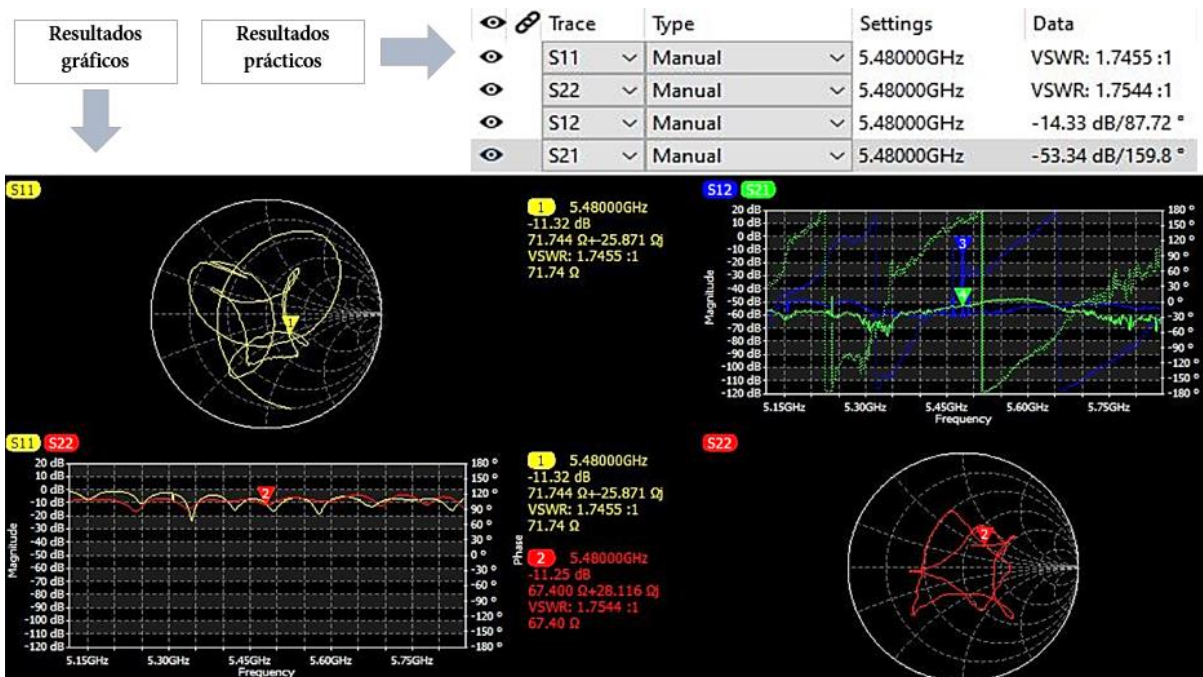 Resultados
gráficos
Resultados
prácticos
Trace Type Settings Data
S11 Manual 5.48000GHz VSWR: 1.7455 :1
S22 Manual 5.48000GHz VSWR: 1.7544 :1
S12 Manual 5.48000GHz -14.33 dB/87.72 °
S21 Manual 5.48000GHz -53.34 dB/159.8 °
S11
1
1 5.48000GHz
-11.32 dB
71.744 Ω+-25.871 Ωj
VSWR: 1.7455 :1
71.74 Ω
S12 S21
20 dB 180 °
10 dB 150 °
0 dB 120 °
-10 dB 90 °
-20 dB 60 °
-30 dB 30 °
-40 dB 0 °
-50 dB -30 °
-60 dB -60 °
-70 dB -90 °
-80 dB -120 °
-90 dB -150 °
-100 dB -180 °
-110 dB
-120 dB
Magnitude
3
4
5.15GHz 5.30GHz 5.45GHz 5.60GHz 5.75GHz
Frequency
S11 S22
20 dB 180 °
10 dB 150 °
0 dB 120 °
-10 dB 90 °
-20 dB 60 °
-30 dB 30 °
-40 dB 0 °
-50 dB -30 °
-60 dB -60 °
-70 dB -90 °
-80 dB -120 °
-90 dB -150 °
-100 dB -180 °
-110 dB
-120 dB
Magnitude
Phase
2
5.15GHz 5.30GHz 5.45GHz 5.60GHz 5.75GHz
Frequency
1 5.48000GHz
-11.32 dB
71.744 Ω+-25.871 Ωj
VSWR: 1.7455 :1
71.74 Ω
2 5.48000GHz
-11.25 dB
67.400 Ω+28.116 Ωj
VSWR: 1.7544 :1
67.40 Ω
S22
2